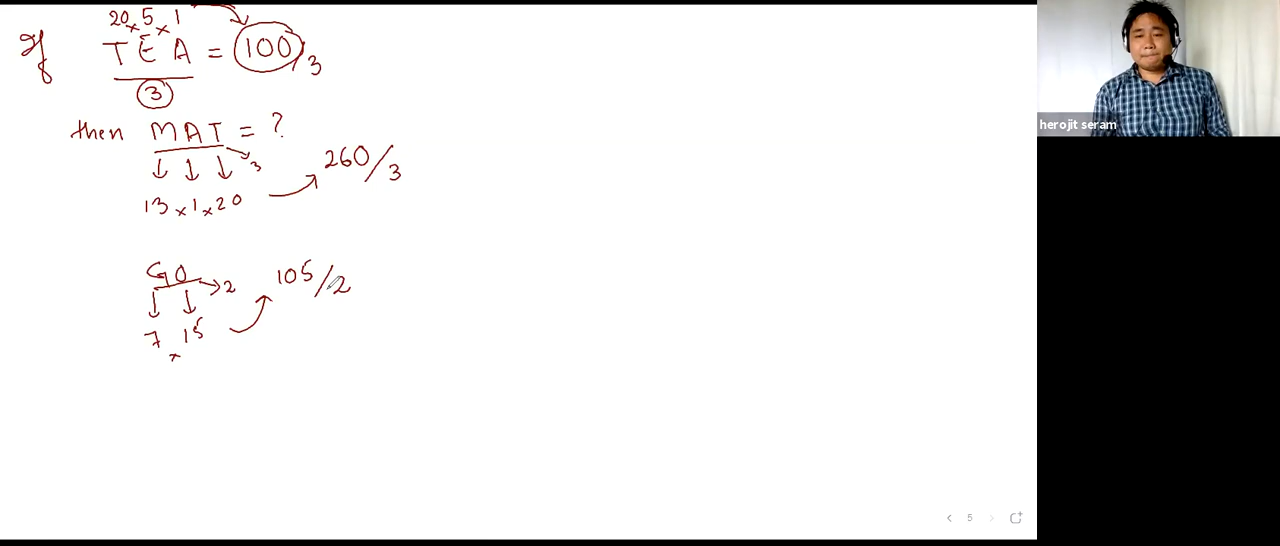 20 × 5 × 1
If TEA = 100/3
3
then MAT = ?
3
260/3
13 × 1 × 20
GO
2
105/2
7 × 15
herojit seram
5